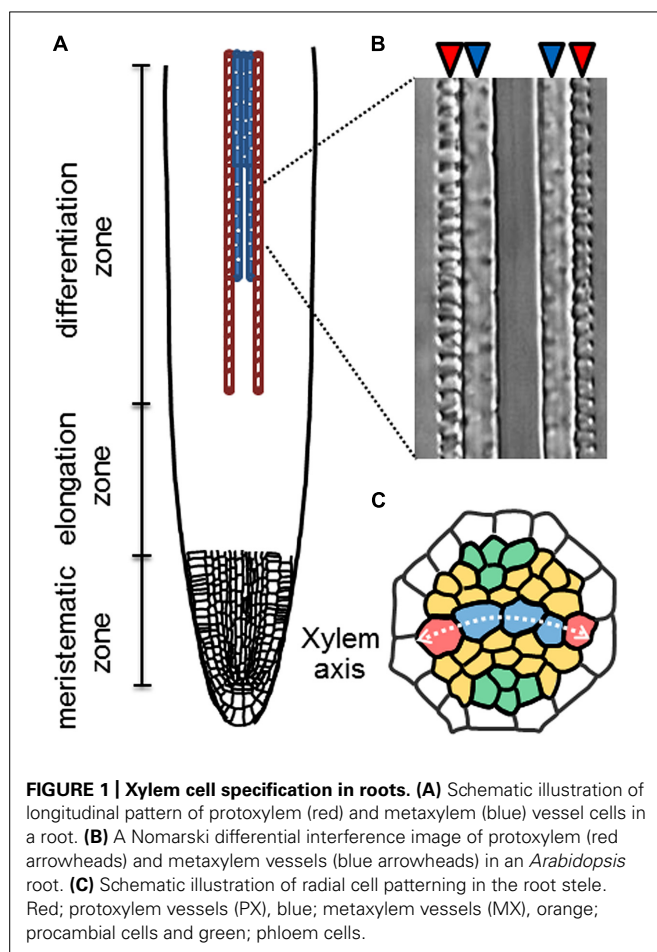 A
B
differentiation
zone
elongation
zone
meristematic
zone
C
Xylem
axis
FIGURE 1 | Xylem cell specification in roots. (A) Schematic illustration of
longitudinal pattern of protoxylem (red) and metaxylem (blue) vessel cells in
a root. (B) A Nomarski differential interference image of protoxylem (red
arrowheads) and metaxylem vessels (blue arrowheads) in an Arabidopsis
root. (C) Schematic illustration of radial cell patterning in the root stele.
Red; protoxylem vessels (PX), blue; metaxylem vessels (MX), orange;
procambial cells and green; phloem cells.